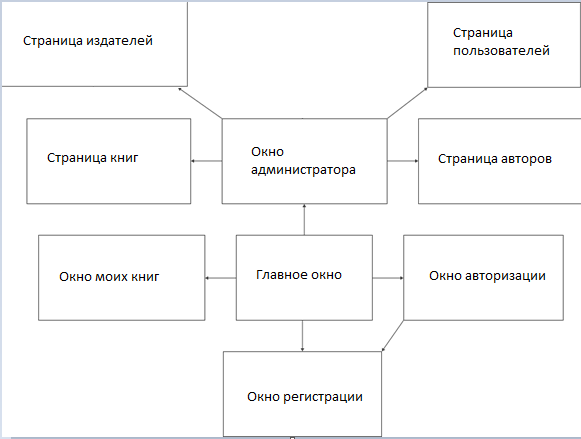 Страница издателей
Страница
пользователей
Страница книг
Окно
администратора
Страница авторов
Окно моих книг
Главное окно
Окно авторизации
Окно регистрации